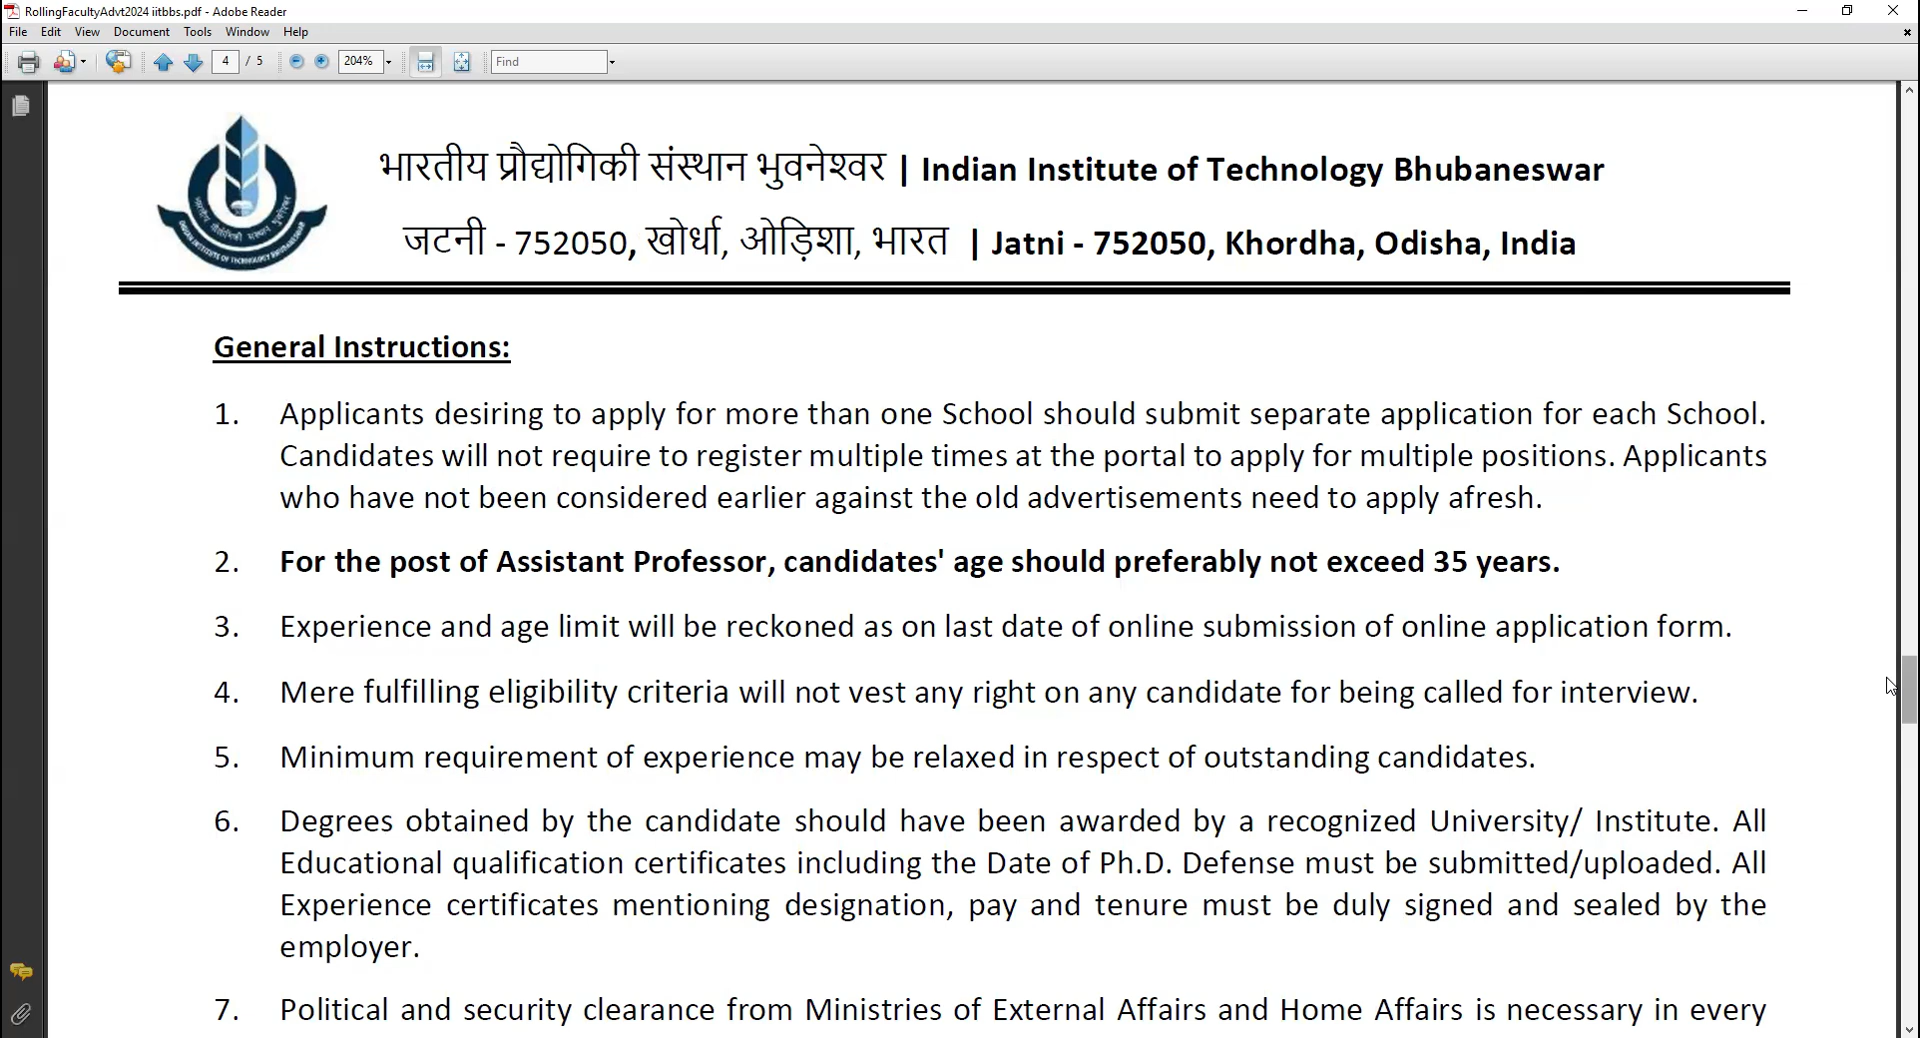 RollingFacultyAdvt2024 iitbbs.pdf - Adobe Reader
File Edit View Document Tools Window Help
4 / 5 204% Find
भारतीय प्रौद्योगिकी संस्थान भुवनेश्वर | Indian Institute of Technology Bhubaneswar
जटनी - 752050, खोर्धा, ओड़िशा, भारत | Jatni - 752050, Khordha, Odisha, India
General Instructions:
1. Applicants desiring to apply for more than one School should submit separate application for each School.
Candidates will not require to register multiple times at the portal to apply for multiple positions. Applicants
who have not been considered earlier against the old advertisements need to apply afresh.
2. For the post of Assistant Professor, candidates' age should preferably not exceed 35 years.
3. Experience and age limit will be reckoned as on last date of online submission of online application form.
4. Mere fulfilling eligibility criteria will not vest any right on any candidate for being called for interview.
5. Minimum requirement of experience may be relaxed in respect of outstanding candidates.
6. Degrees obtained by the candidate should have been awarded by a recognized University/ Institute. All
Educational qualification certificates including the Date of Ph.D. Defense must be submitted/uploaded. All
Experience certificates mentioning designation, pay and tenure must be duly signed and sealed by the
employer.
7. Political and security clearance from Ministries of External Affairs and Home Affairs is necessary in every